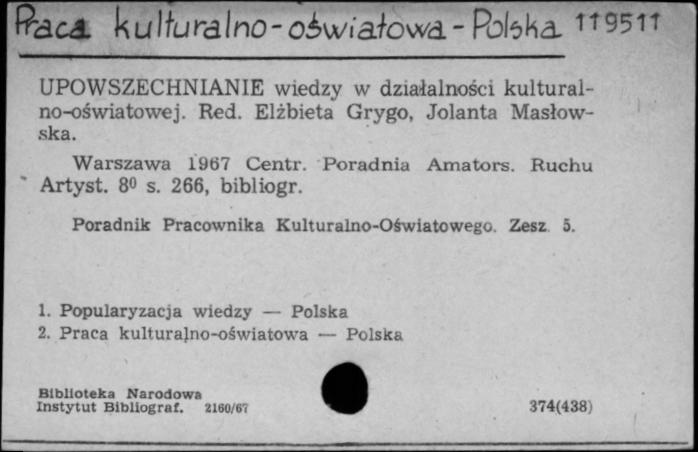 Praca kulturalno-oświatowa - Polska 119511
UPOWSZECHNIANIE wiedzy w działalności kultural-
no-oświatowej. Red. Elżbieta Grygo, Jolanta Masłow-
ska.
Warszawa 1967 Centr. Poradnia Amators. Ruchu
Artyst. 8⁰ s. 266, bibliogr.
Poradnik Pracownika Kulturalno-Oświatowego. Zesz. 5.
1. Popularyzacja wiedzy — Polska
2. Praca kulturalno-oświatowa — Polska
Biblioteka Narodowa
Instytut Bibliograf. 2160/67 374(438)